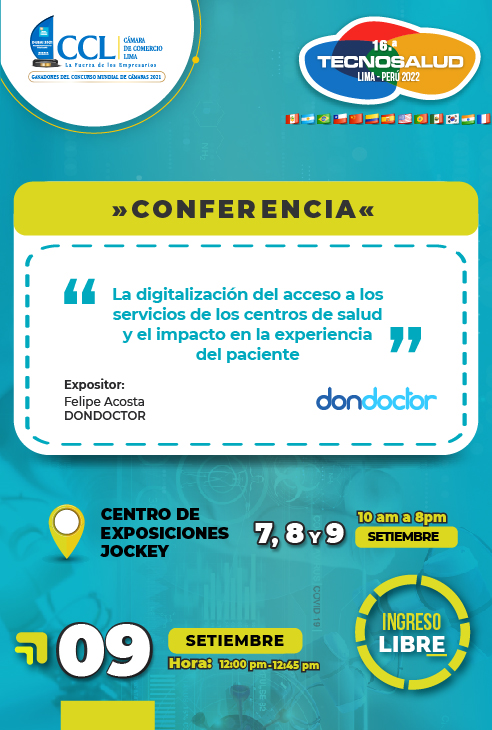 CCL
CÁMARA
DE COMERCIO
LIMA
La Fuerza de los Empresarios
GANADORES DEL CONCURSO MUNDIAL DE CÁMARAS 2021
16.ª
TECNOSALUD
LIMA - PERÚ 2022
»CONFERENCIA«
“ La digitalización del acceso a los
servicios de los centros de salud
y el impacto en la experiencia
del paciente ”
Expositor:
Felipe Acosta
DONDOCTOR
dondoctor
CENTRO DE
EXPOSICIONES
JOCKEY
7, 8 Y 9
10 am a 8pm
SETIEMBRE
COVID 19
INGRESO
LIBRE
09
SETIEMBRE
Hora: 12:00 pm-12:45 pm